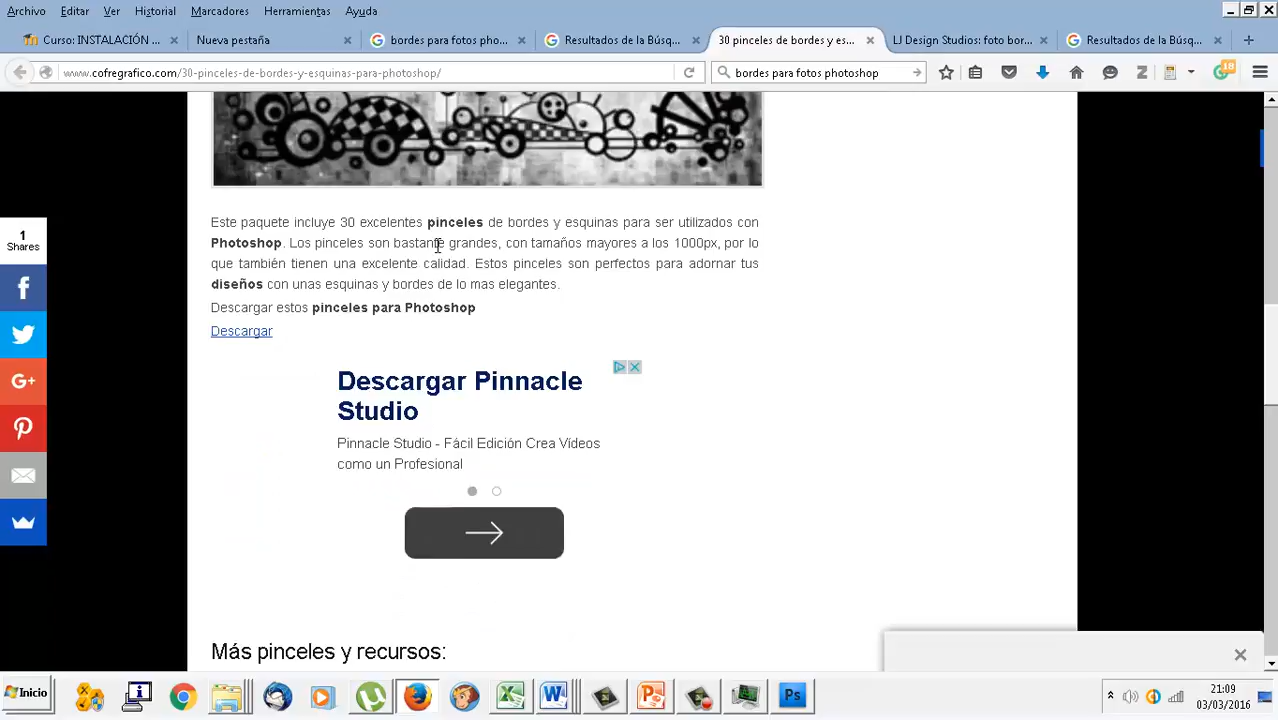 Archivo Editar Ver Historial Marcadores Herramientas Ayuda
Curso: INSTALACIÓN ... Nueva pestaña bordes para fotos pho... Resultados de la Búsq... 30 pinceles de bordes y es... LJ Design Studios: foto bor... Resultados de la Búsq...
www.cofregrafico.com/30-pinceles-de-bordes-y-esquinas-para-photoshop/ bordes para fotos photoshop 18
1
Shares
Este paquete incluye 30 excelentes pinceles de bordes y esquinas para ser utilizados con
Photoshop. Los pinceles son bastante grandes, con tamaños mayores a los 1000px, por lo
que también tienen una excelente calidad. Estos pinceles son perfectos para adornar tus
diseños con unas esquinas y bordes de lo mas elegantes.
Descargar estos pinceles para Photoshop
Descargar
Descargar Pinnacle
Studio
Pinnacle Studio - Fácil Edición Crea Vídeos
como un Profesional
Más pinceles y recursos:
Inicio
21:09
03/03/2016